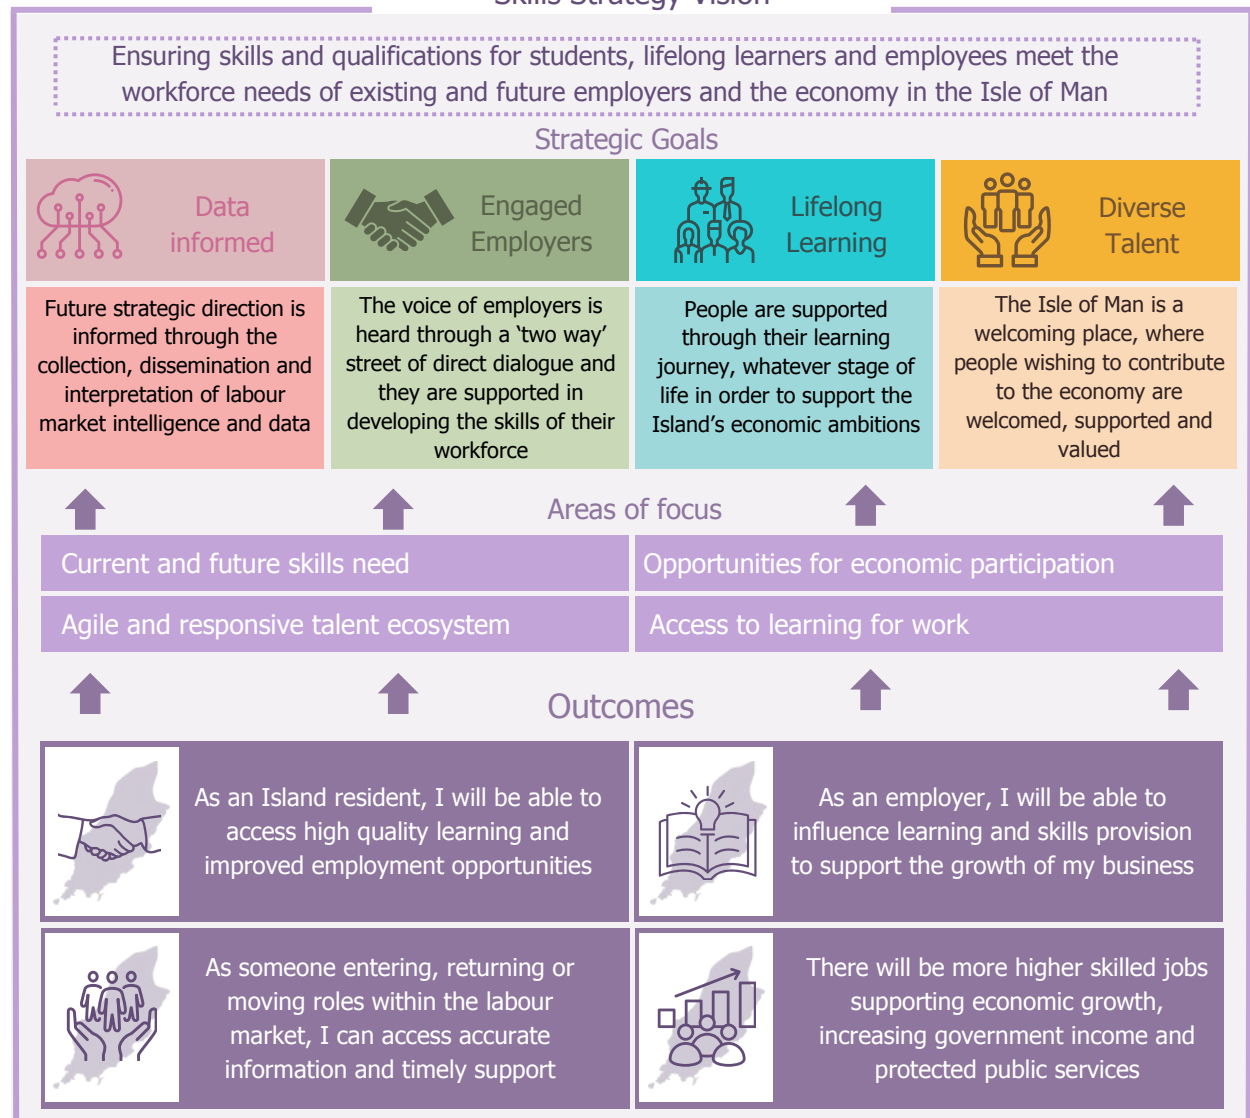 Skills Strategy Vision
Ensuring skills and qualifications for students, lifelong learners and employees meet the
workforce needs of existing and future employers and the economy in the Isle of Man
Strategic Goals
Data
informed
Engaged
Employers
Lifelong
Learning
Diverse
Talent
Future strategic direction is
informed through the
collection, dissemination and
interpretation of labour
market intelligence and data
The voice of employers is
heard through a ‘two way’
street of direct dialogue and
they are supported in
developing the skills of their
workforce
People are supported
through their learning
journey, whatever stage of
life in order to support the
Island’s economic ambitions
The Isle of Man is a
welcoming place, where
people wishing to contribute
to the economy are
welcomed, supported and
valued
Areas of focus
Current and future skills need
Opportunities for economic participation
Agile and responsive talent ecosystem
Access to learning for work
Outcomes
As an Island resident, I will be able to
access high quality learning and
improved employment opportunities
As an employer, I will be able to
influence learning and skills provision
to support the growth of my business
As someone entering, returning or
moving roles within the labour
market, I can access accurate
information and timely support
There will be more higher skilled jobs
supporting economic growth,
increasing government income and
protected public services